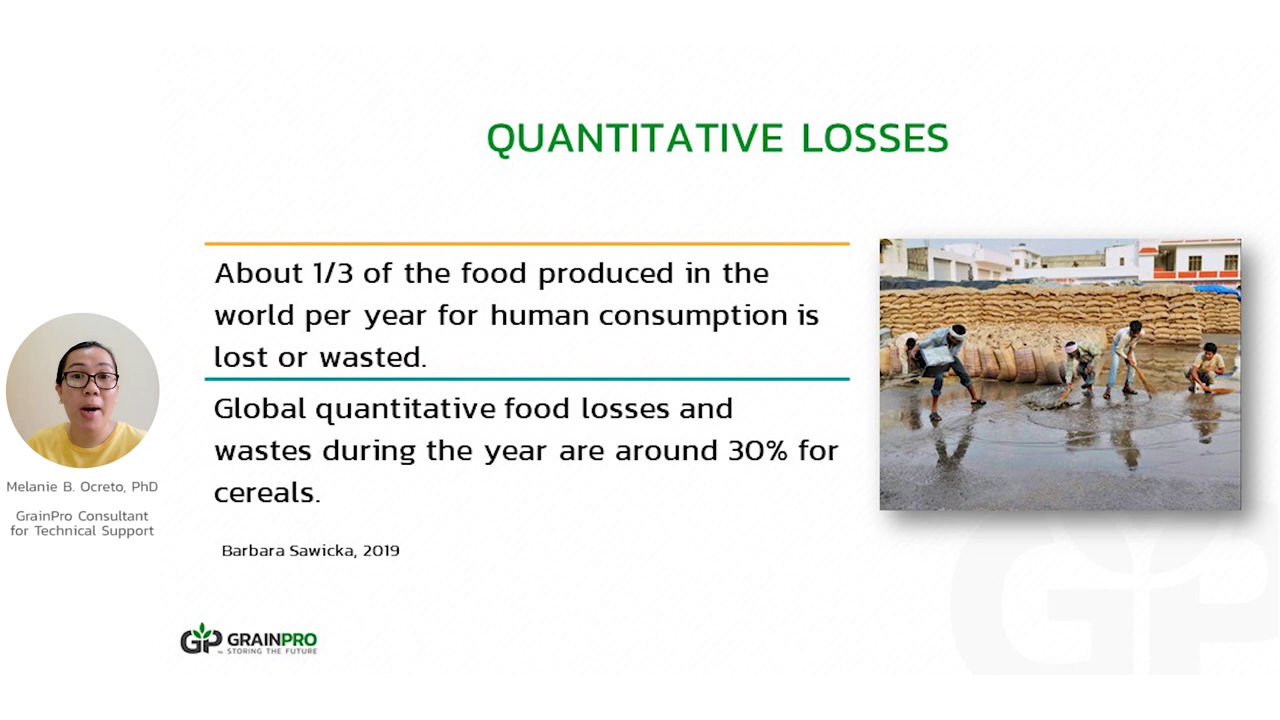 QUANTITATIVE LOSSES
About 1/3 of the food produced in the
world per year for human consumption is
lost or wasted.
Global quantitative food losses and
wastes during the year are around 30% for
cereals.
Barbara Sawicka, 2019
Melanie B. Ocreto, PhD
GrainPro Consultant
for Technical Support
GP GRAINPRO
STORING THE FUTURE